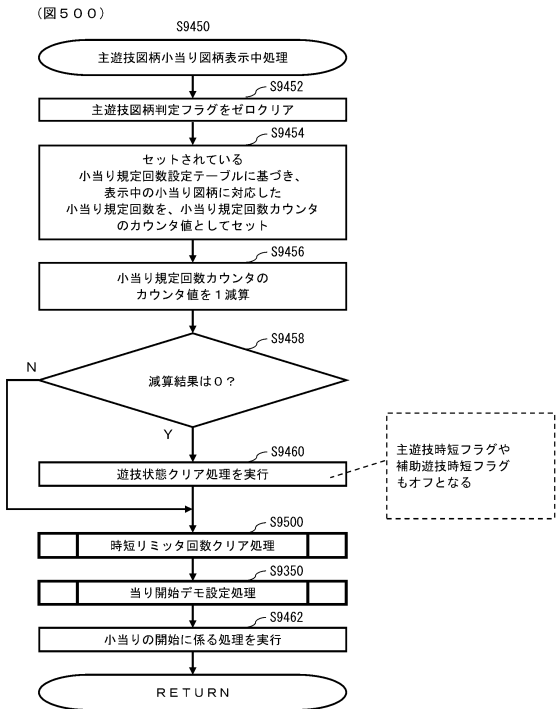 (図５００)
S9450
主遊技図柄小当り図柄表示中処理
S9452
主遊技図柄判定フラグをゼロクリア
S9454
セットされている
小当り規定回数設定テーブルに基づき、
表示中の小当り図柄に対応した
小当り規定回数を、小当り規定回数カウンタ
のカウンタ値としてセット
S9456
小当り規定回数カウンタの
カウンタ値を１減算
S9458
N
減算結果は０？
Y
S9460
遊技状態クリア処理を実行
主遊技時短フラグや
補助遊技時短フラグ
もオフとなる
S9500
時短リミッタ回数クリア処理
S9350
当り開始デモ設定処理
S9462
小当りの開始に係る処理を実行
ＲＥＴＵＲＮ